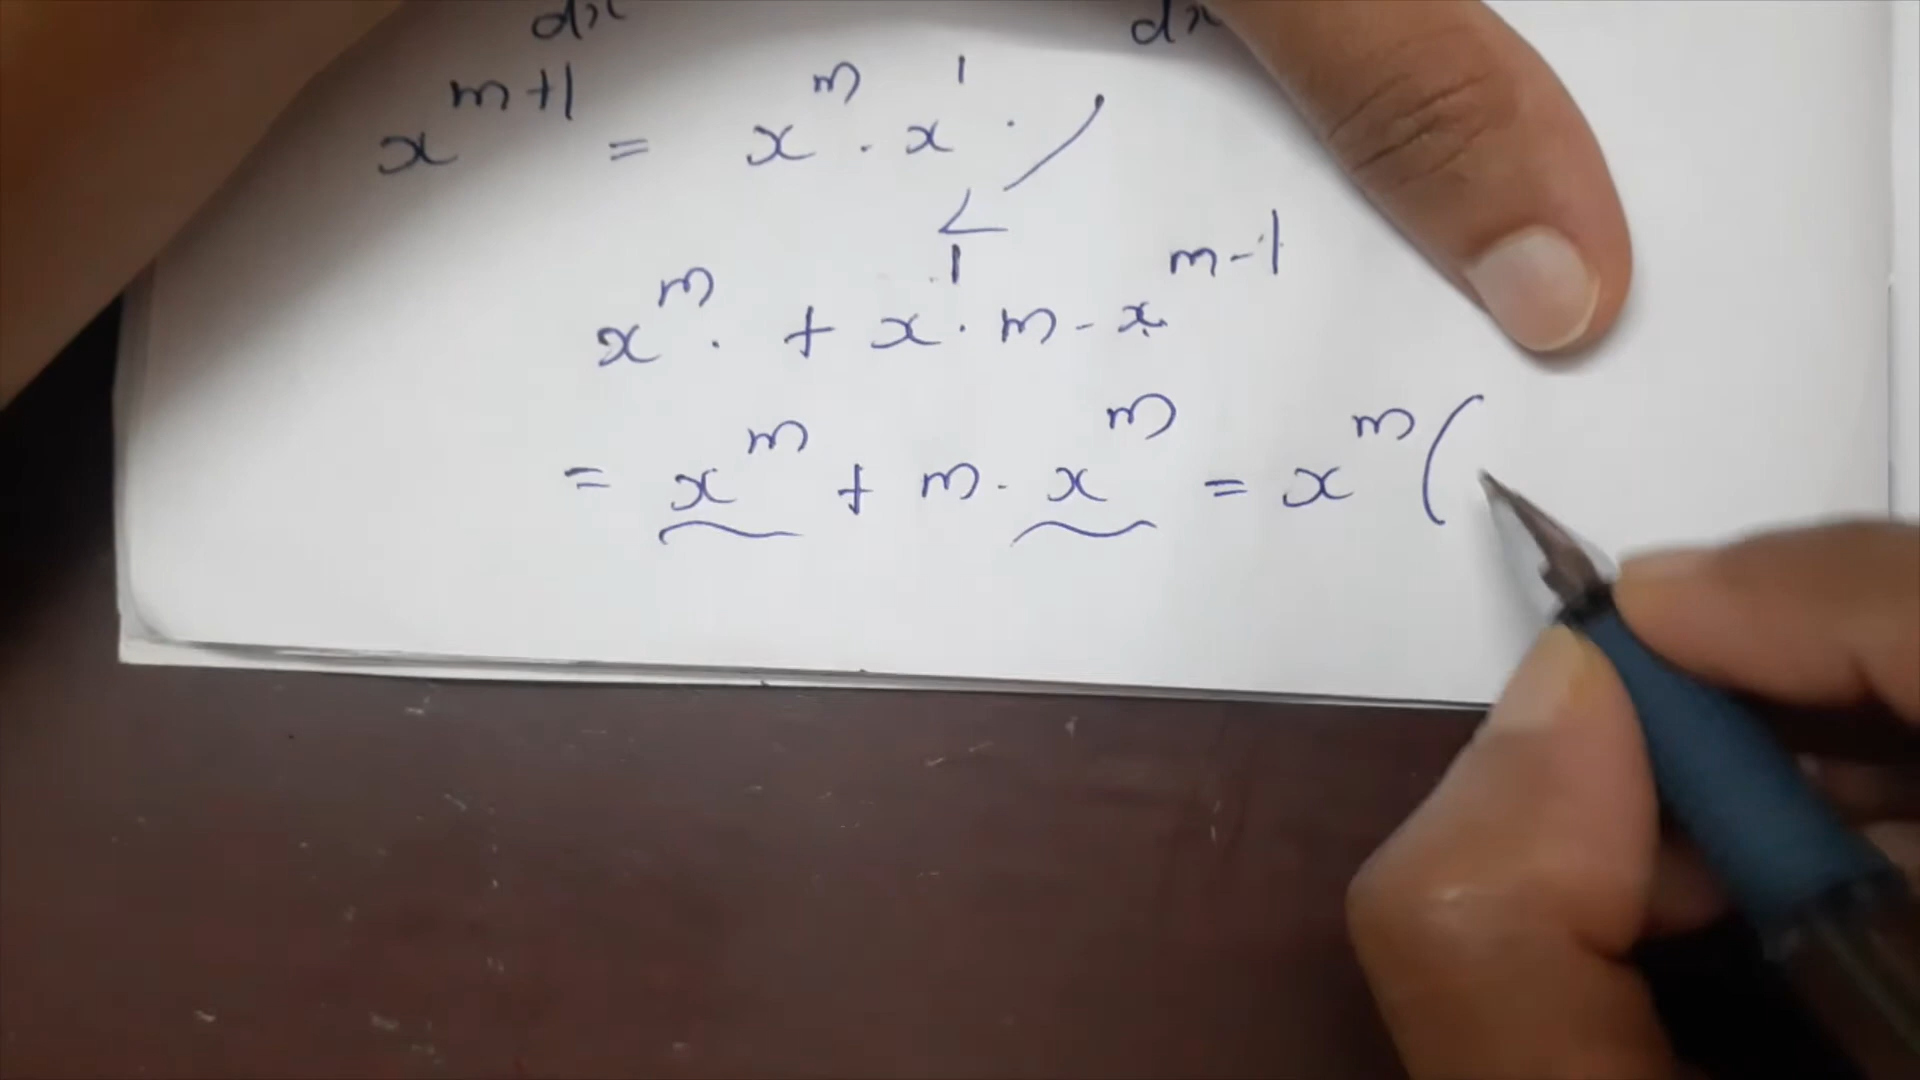 dx dx
x^{m+1} = x^m . x^1 .
x^m . + x^1 . m - x^{m-1}
= x^m + m . x^m = x^m (